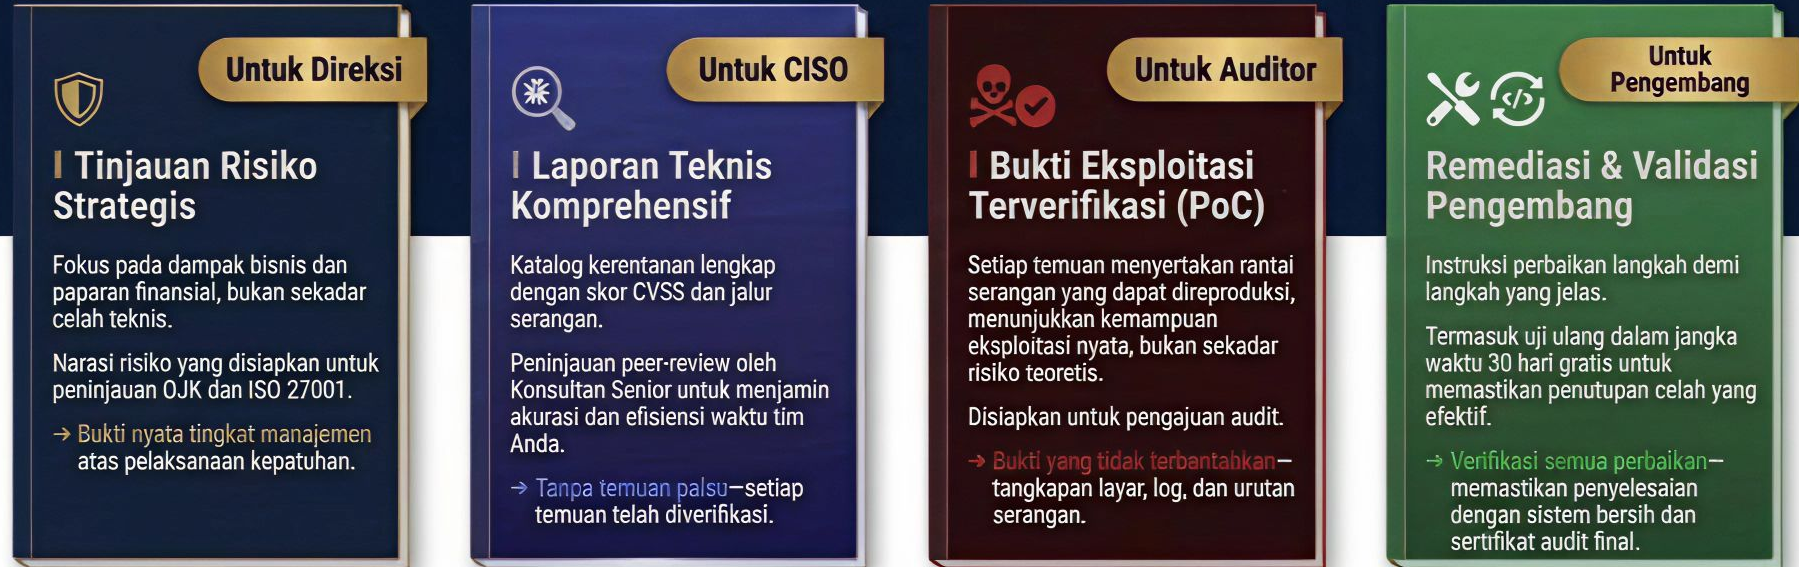 Untuk Direksi
Tinjauan Risiko
Strategis
Fokus pada dampak bisnis dan
paparan finansial, bukan sekadar
celah teknis.
Narasi risiko yang disiapkan untuk
peninjauan OJK dan ISO 27001.
→ Bukti nyata tingkat manajemen
atas pelaksanaan kepatuhan.
Untuk CISO
Laporan Teknis
Komprehensif
Katalog kerentanan lengkap
dengan skor CVSS dan jalur
serangan.
Peninjauan peer-review oleh
Konsultan Senior untuk menjamin
akurasi dan efisiensi waktu tim
Anda.
→ Tanpa temuan palsu—setiap
temuan telah diverifikasi.
Untuk Auditor
Bukti Eksploitasi
Terverifikasi (PoC)
Setiap temuan menyertakan rantai
serangan yang dapat direproduksi,
menunjukkan kemampuan
eksploitasi nyata, bukan sekadar
risiko teoretis.
Disiapkan untuk pengajuan audit.
→ Bukti yang tidak terbantahkan—
tangkapan layar, log, dan urutan
serangan.
Untuk
Pengembang
</>
Remediasi & Validasi
Pengembang
Instruksi perbaikan langkah demi
langkah yang jelas.
Termasuk uji ulang dalam jangka
waktu 30 hari gratis untuk
memastikan penutupan celah yang
efektif.
→ Verifikasi semua perbaikan—
memastikan penyelesaian
dengan sistem bersih dan
sertifikat audit final.